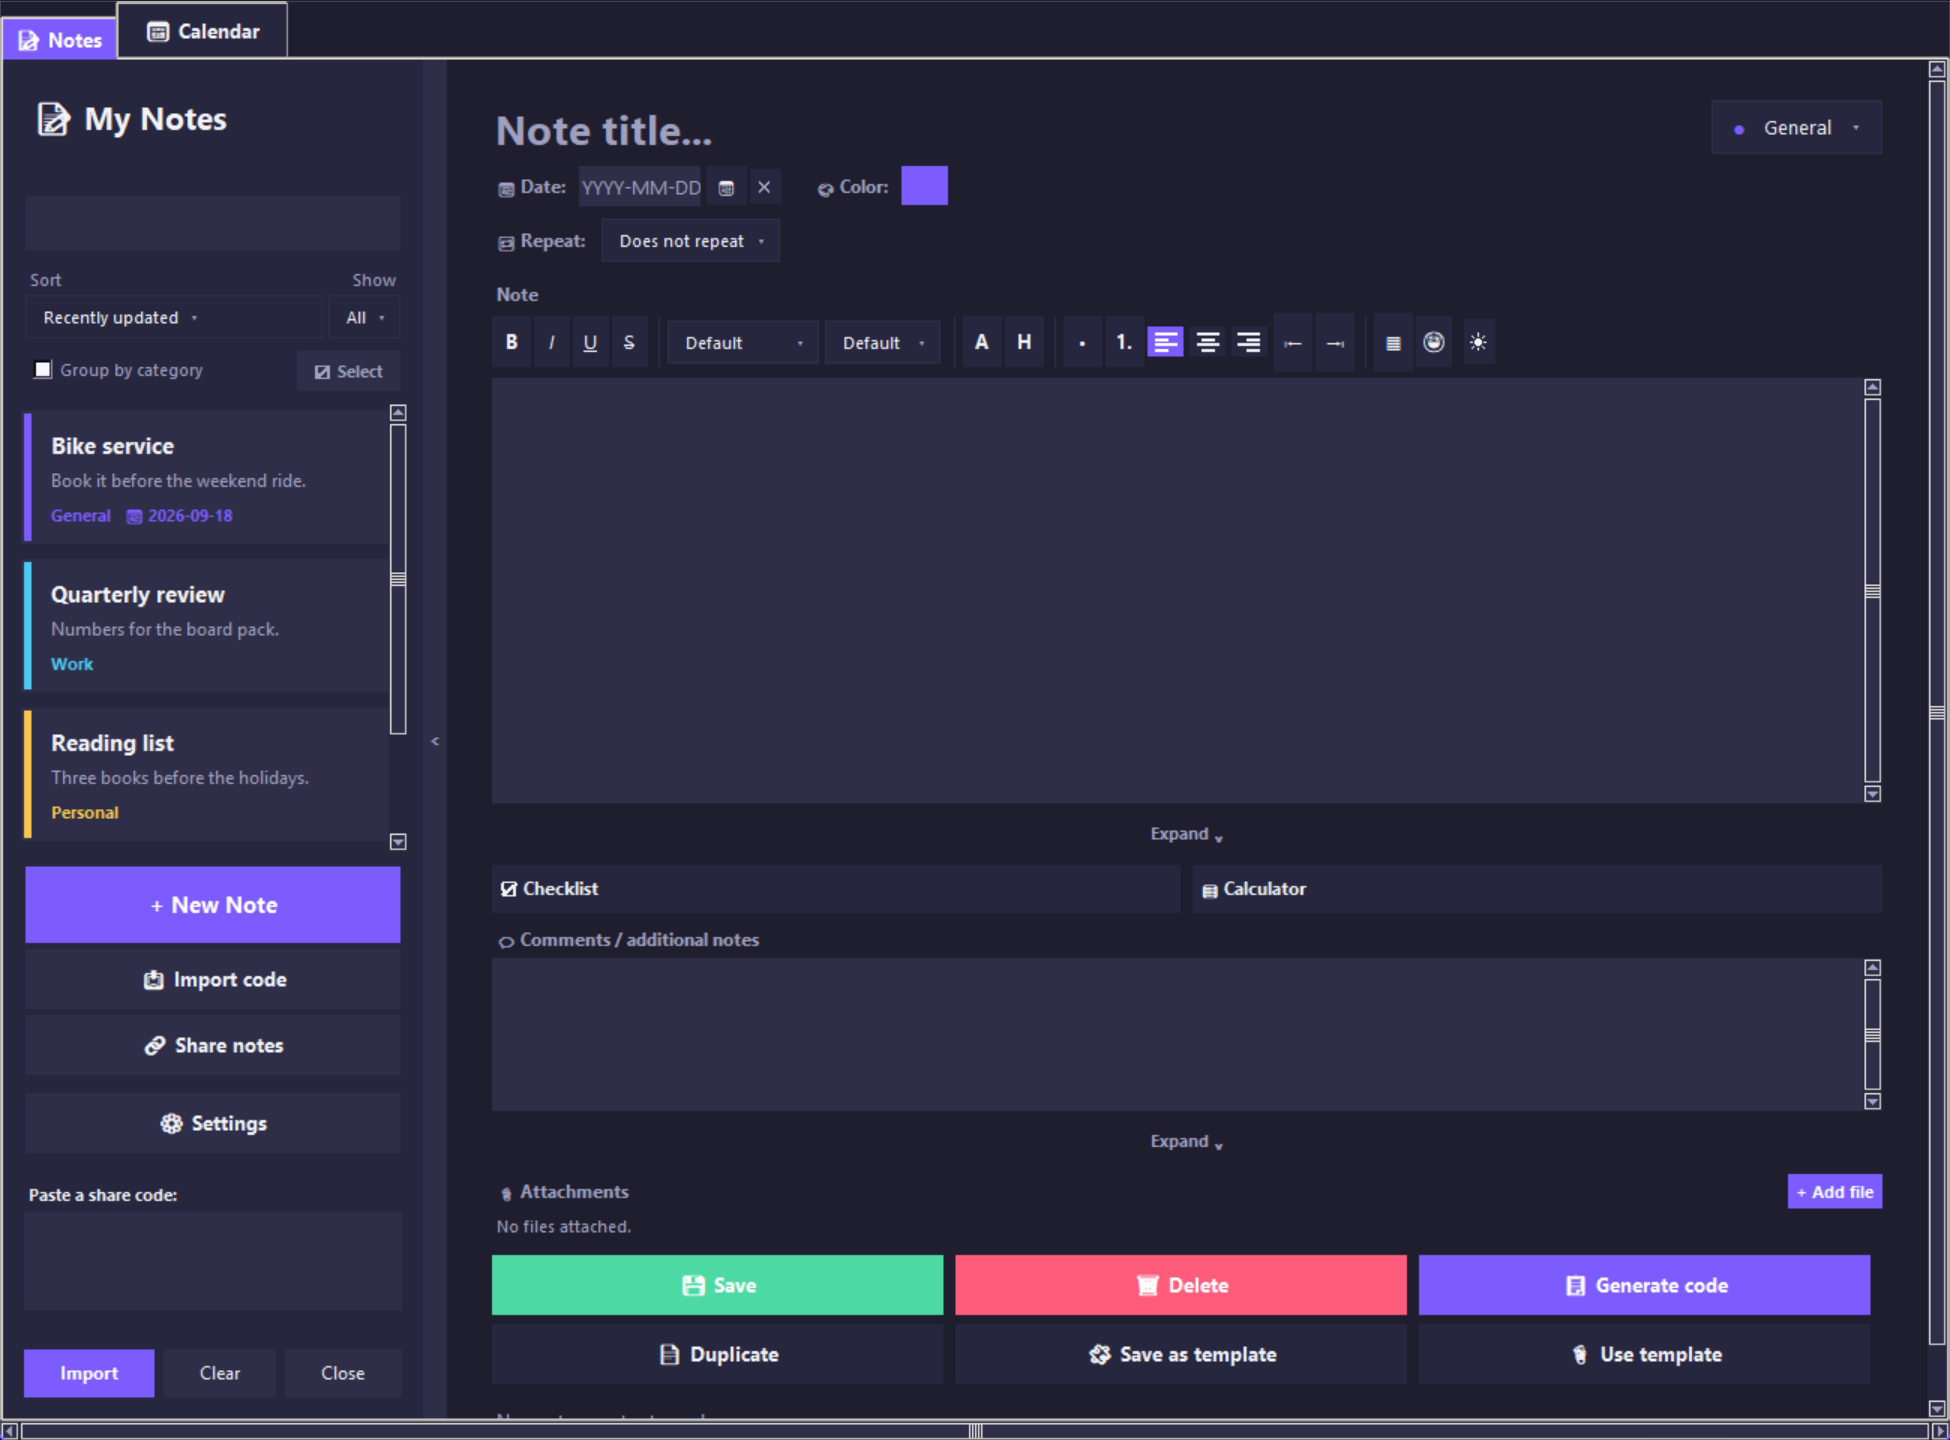 Notes
Calendar
My Notes
Sort
Show
Recently updated
All
Group by category
Select
Bike service
Book it before the weekend ride.
General 2026-09-18
Quarterly review
Numbers for the board pack.
Work
Reading list
Three books before the holidays.
Personal
+ New Note
Import code
Share notes
Settings
Paste a share code:
Import
Clear
Close
<
Note title...
General
Date: YYYY-MM-DD
Color:
Repeat: Does not repeat
Note
B I U S Default Default A H • 1.
Expand
Checklist
Calculator
Comments / additional notes
Expand
Attachments
+ Add file
No files attached.
Save
Delete
Generate code
Duplicate
Save as template
Use template